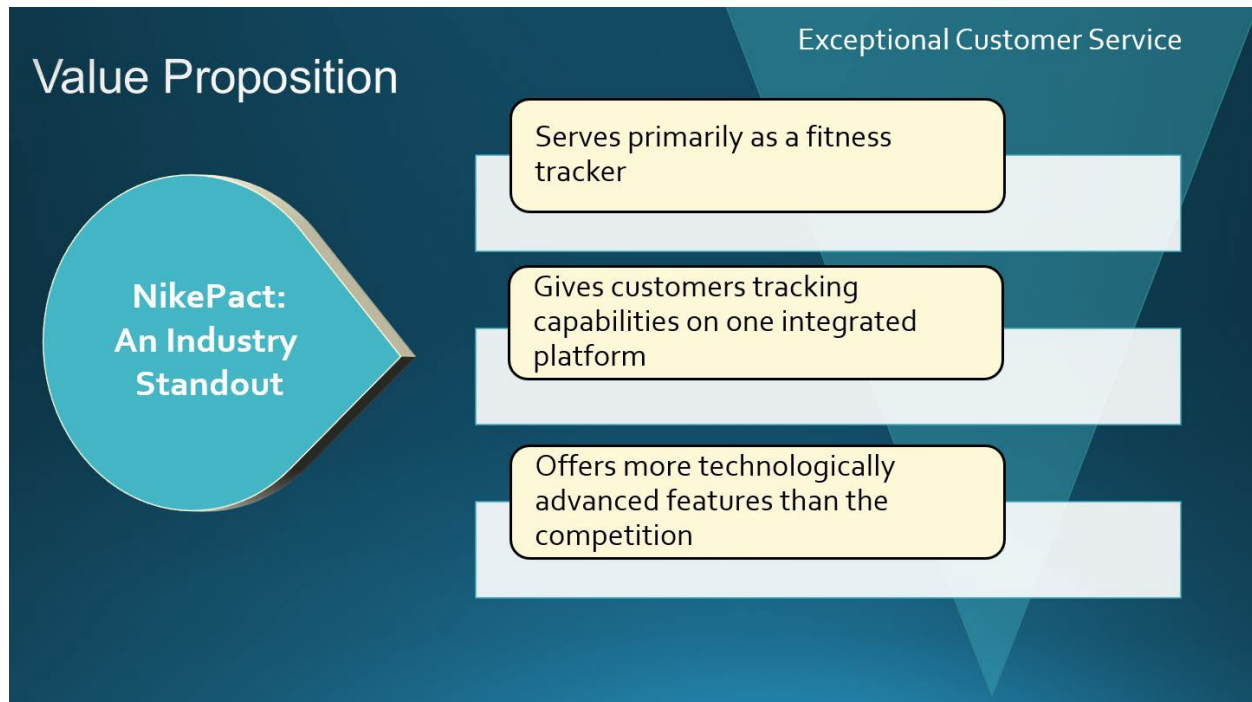 Value Proposition
Exceptional Customer Service
NikePact:
An Industry
Standout
Serves primarily as a fitness
tracker
Gives customers tracking
capabilities on one integrated
platform
Offers more technologically
advanced features than the
competition